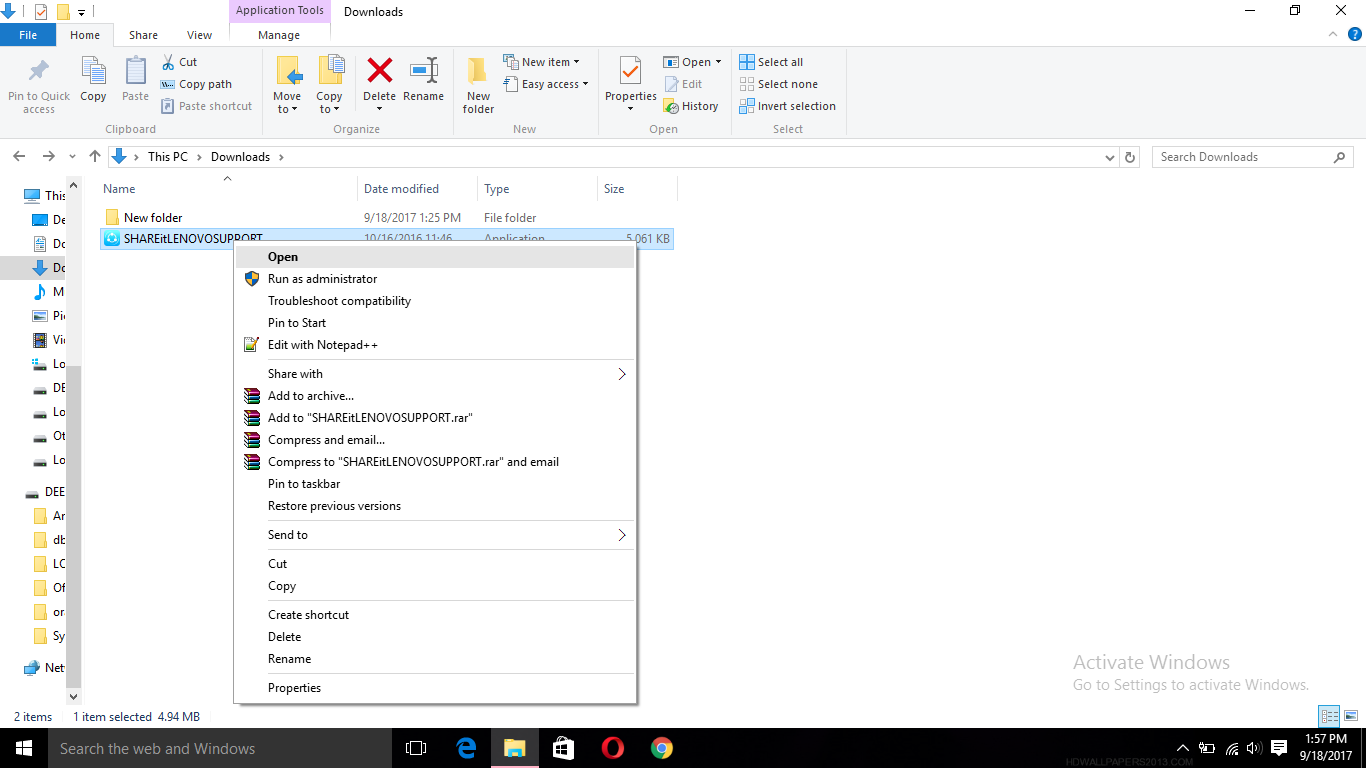 Application Tools
Downloads
File
Home
Share
View
Manage
Pin to Quick access
Copy
Paste
Cut
Copy path
Paste shortcut
Clipboard
Move to
Copy to
Delete
Rename
Organize
New folder
New item
Easy access
New
Properties
Open
Edit
History
Open
Select all
Select none
Invert selection
Select
This PC
Downloads
Search Downloads
Name
Date modified
Type
Size
New folder 9/18/2017 1:25 PM File folder
SHAREitLENOVOSUPPORT 10/16/2016 11:46 Application 5,061 KB
This
De
Do
Do
M
Pic
Vic
Lo
DE
Lo
Ot
Lo
DEE
Ar
db
LC
Of
or
Sy
Net
Open
Run as administrator
Troubleshoot compatibility
Pin to Start
Edit with Notepad++
Share with
Add to archive...
Add to "SHAREitLENOVOSUPPORT.rar"
Compress and email...
Compress to "SHAREitLENOVOSUPPORT.rar" and email
Pin to taskbar
Restore previous versions
Send to
Cut
Copy
Create shortcut
Delete
Rename
Properties
Activate Windows
Go to Settings to activate Windows.
2 items
1 item selected 4.94 MB
Search the web and Windows
1:57 PM
9/18/2017
HDWALLPAPERS2013.COM